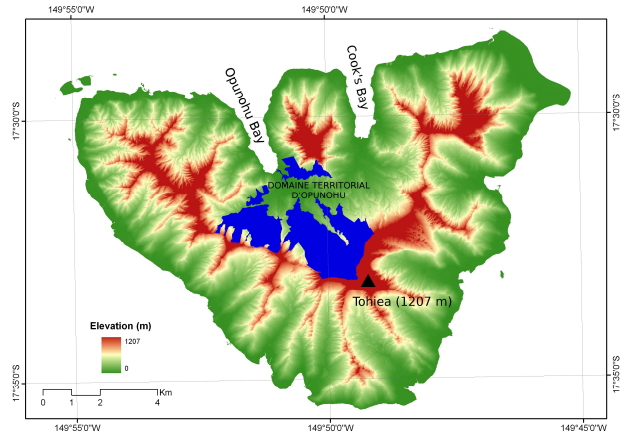 149°55'0"W
149°50'0"W
17°30'0"S
17°30'0"S
Opunohu Bay
Cook's Bay
DOMAINE TERRITORIAL
D'OPUNOHU
Tohiea (1207 m)
Elevation (m)
1207
0
Km
0 1 2 4
17°35'0"S
17°35'0"S
149°55'0"W
149°50'0"W
149°45'0"W